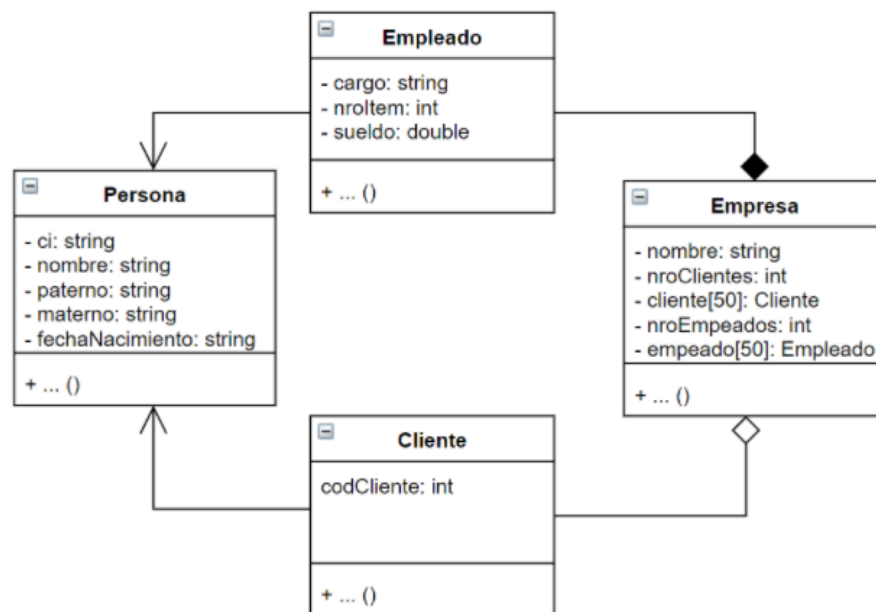 Empleado
- cargo: string
- nroItem: int
- sueldo: double
+ ... ()
Persona
- ci: string
- nombre: string
- paterno: string
- materno: string
- fechaNacimiento: string
+ ... ()
Empresa
- nombre: string
- nroClientes: int
- cliente[50]: Cliente
- nroEmpeados: int
- empeado[50]: Empleado
+ ... ()
Cliente
codCliente: int
+ ... ()